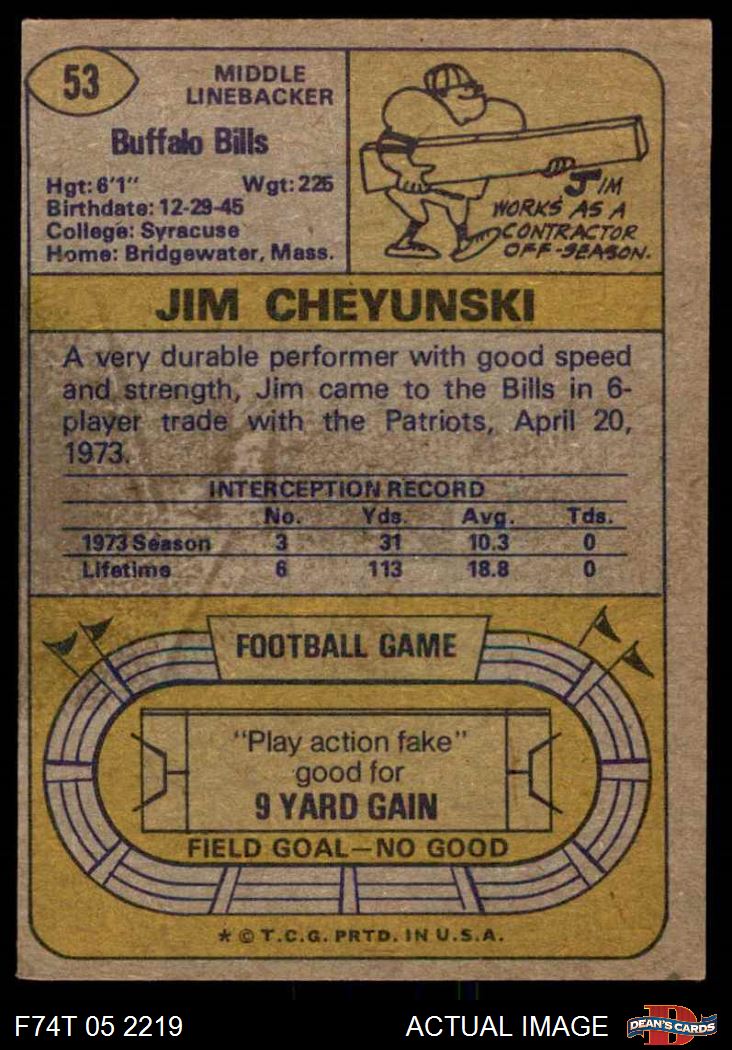 53
MIDDLE
LINEBACKER
Buffalo Bills
Hgt: 6'1" Wgt: 225
Birthdate: 12-29-45
College: Syracuse
Home: Bridgewater, Mass.
JIM
WORKS AS A
CONTRACTOR
OFF-SEASON.
JIM CHEYUNSKI
A very durable performer with good speed
and strength, Jim came to the Bills in 6-
player trade with the Patriots, April 20,
1973.
INTERCEPTION RECORD
No. Yds. Avg. Tds.
1973 Season 3 31 10.3 0
Lifetime 6 113 18.8 0
FOOTBALL GAME
"Play action fake"
good for
9 YARD GAIN
FIELD GOAL—NO GOOD
* © T.C.G. PRTD. IN U.S.A.
F74T 05 2219 ACTUAL IMAGE
DEAN'S CARDS